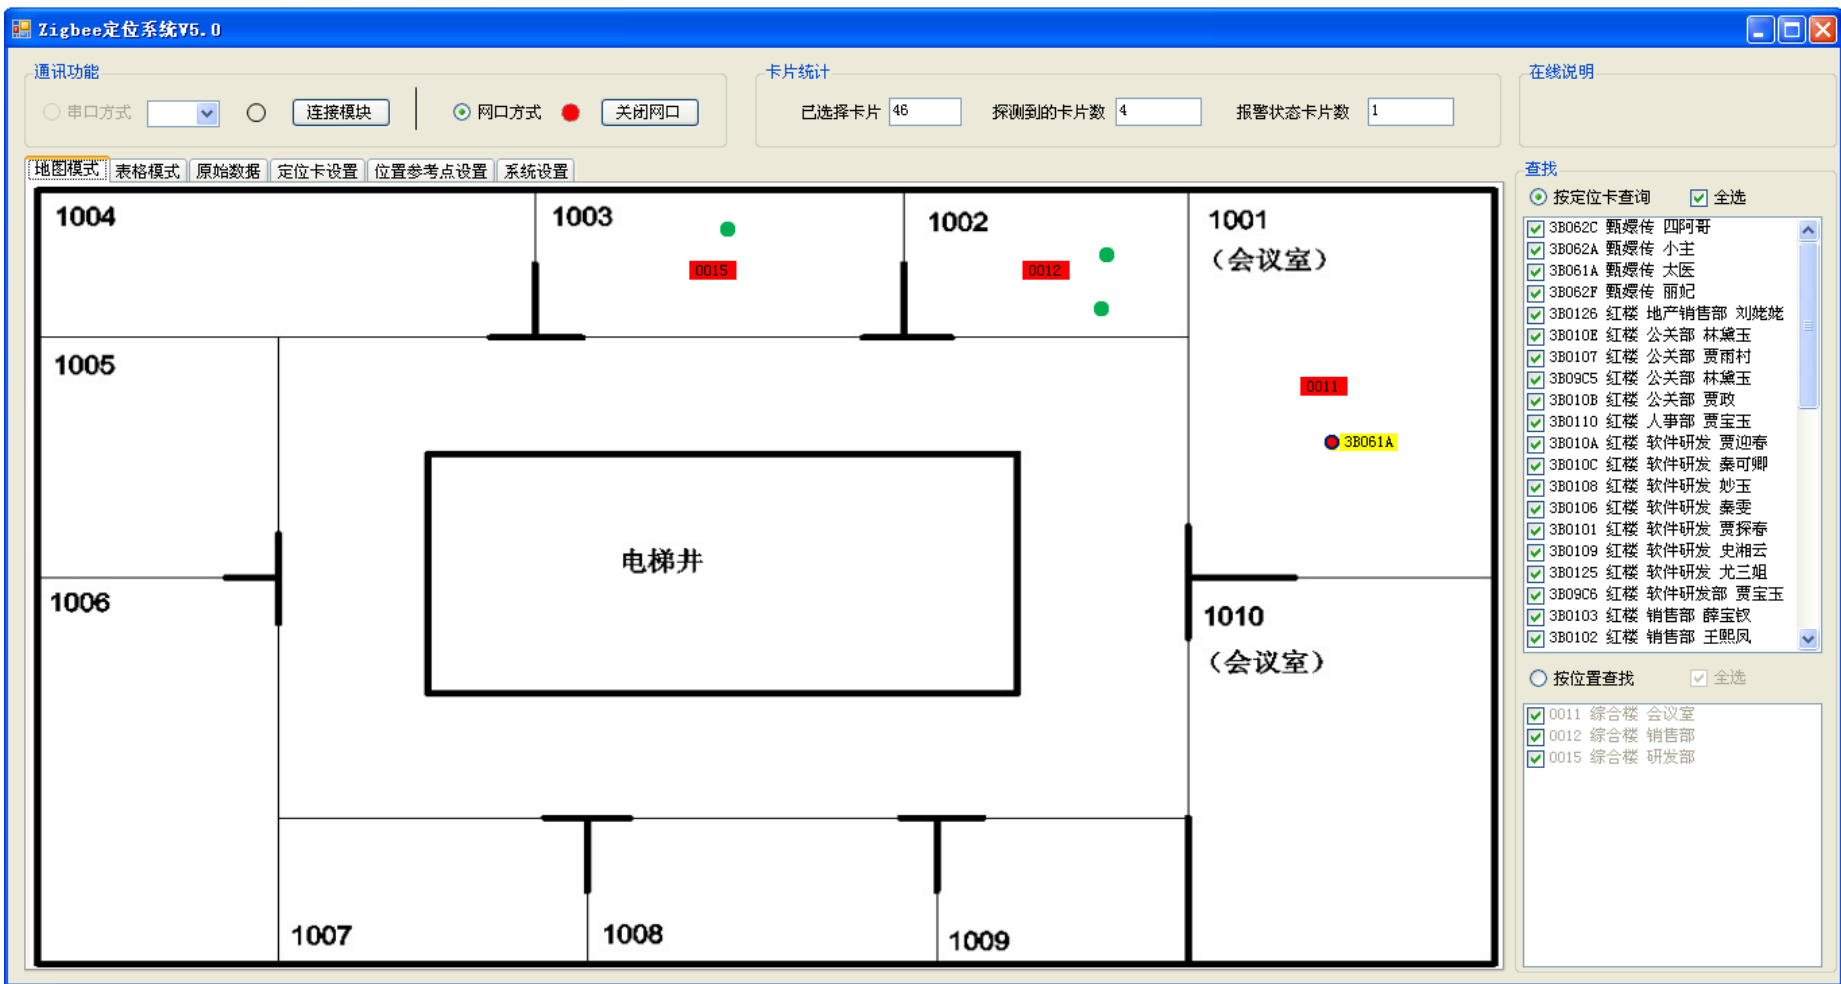 Zigbee定位系统V5.0
通讯功能
串口方式
连接模块
网口方式
关闭网口
卡片统计
已选择卡片 46
探测到的卡片数 4
报警状态卡片数 1
在线说明
地图模式 表格模式 原始数据 定位卡设置 位置参考点设置 系统设置
1004
1003
0015
1002
0012
1001
（会议室）
0011
3B061A
1005
电梯井
1006
1010
（会议室）
1007
1008
1009
查找
按定位卡查询 全选
3B062C 甄嬛传 四阿哥
3B062A 甄嬛传 小主
3B061A 甄嬛传 太医
3B062F 甄嬛传 丽妃
3B0126 红楼 地产销售部 刘姥姥
3B010E 红楼 公关部 林黛玉
3B0107 红楼 公关部 贾雨村
3B09C5 红楼 公关部 林黛玉
3B010B 红楼 公关部 贾政
3B0110 红楼 人事部 贾宝玉
3B010A 红楼 软件研发 贾迎春
3B010C 红楼 软件研发 秦可卿
3B0108 红楼 软件研发 妙玉
3B0106 红楼 软件研发 秦雯
3B0101 红楼 软件研发 贾探春
3B0109 红楼 软件研发 史湘云
3B0125 红楼 软件研发 尤三姐
3B09C6 红楼 软件研发部 贾宝玉
3B0103 红楼 销售部 薛宝钗
3B0102 红楼 销售部 王熙凤
按位置查找 全选
0011 综合楼 会议室
0012 综合楼 销售部
0015 综合楼 研发部